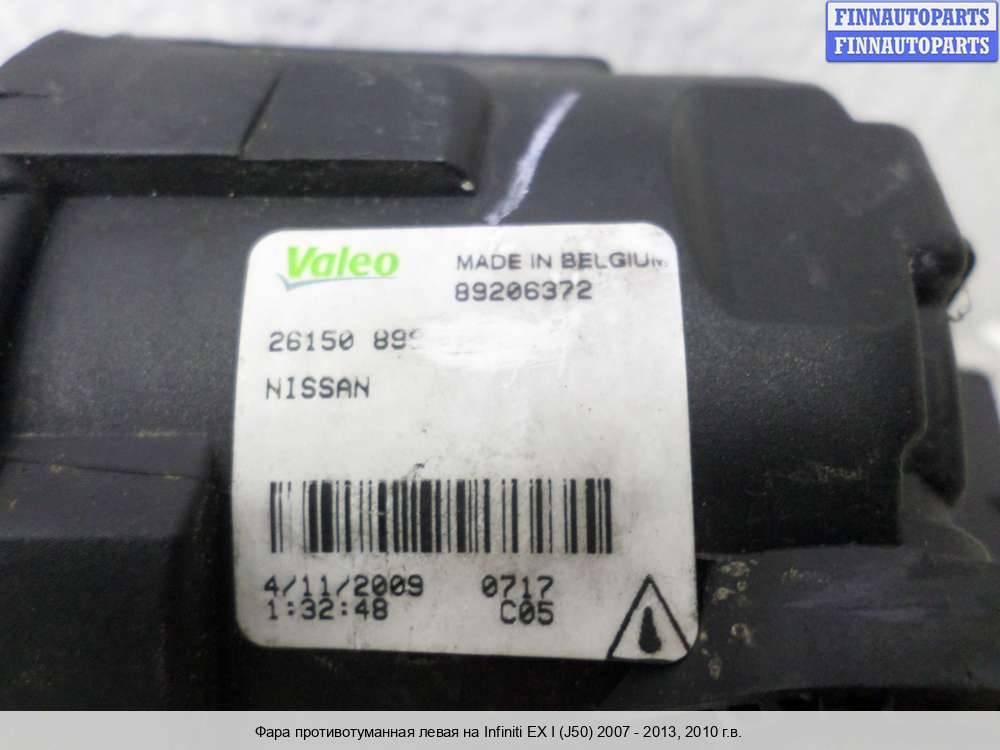 FINNAUTOPARTS
FINNAUTOPARTS
Valeo
MADE IN BELGIUM
89206372
26150
NISSAN
4/11/2009 0717
1:32:48 C05
Фара противотуманная левая на Infiniti EX I (J50) 2007 - 2013, 2010 г.в.